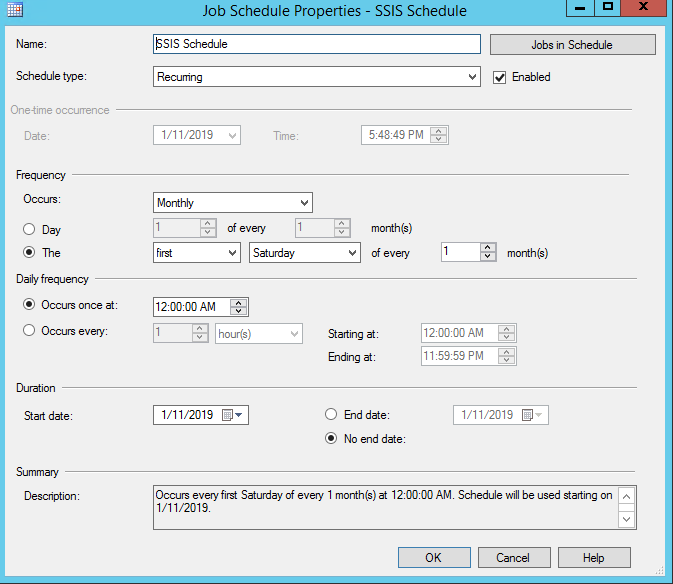 Job Schedule Properties - SSIS Schedule
Name: SSIS Schedule Jobs in Schedule
Schedule type: Recurring Enabled
One-time occurrence
Date: 1/11/2019 Time: 5:48:49 PM
Frequency
Occurs: Monthly
Day 1 of every 1 month(s)
The first Saturday of every 1 month(s)
Daily frequency
Occurs once at: 12:00:00 AM
Occurs every: 1 hour(s) Starting at: 12:00:00 AM
Ending at: 11:59:59 PM
Duration
Start date: 1/11/2019 End date: 1/11/2019
No end date:
Summary
Description: Occurs every first Saturday of every 1 month(s) at 12:00:00 AM. Schedule will be used starting on
1/11/2019.
OK Cancel Help